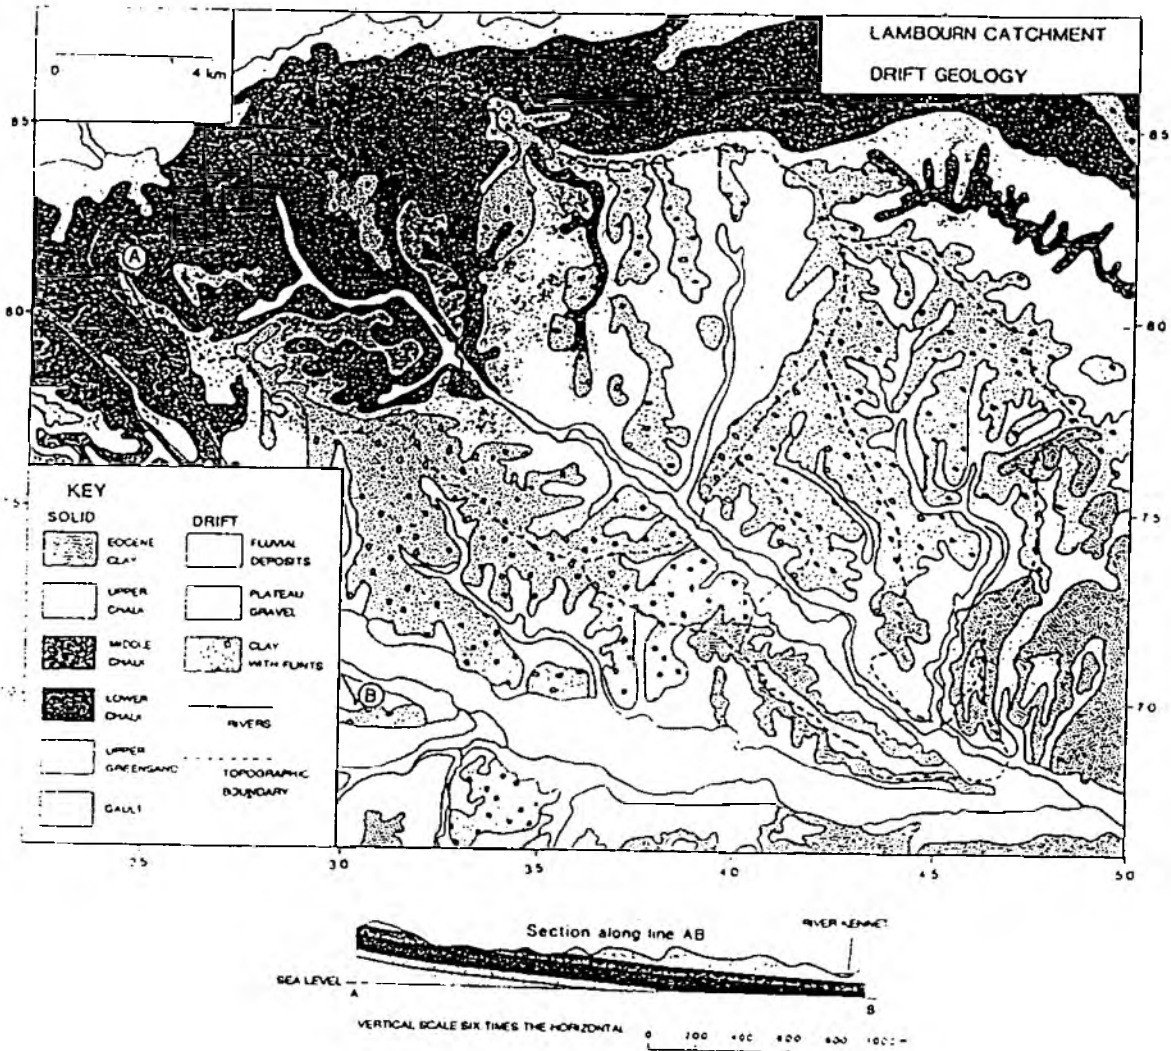 LAMBOURN CATCHMENT
DRIFT GEOLOGY
0 4 km
85
85
A
80
80
75
70
B
KEY
SOLID
DRIFT
EOCENE
CLAY
UPPER
CHALK
MIDDLE
CHALK
LOWER
CHALK
UPPER
GREENSAND
GAULT
FLUVIAL
DEPOSITS
PLATEAU
GRAVEL
CLAY
WITH FLINTS
RIVERS
TOPOGRAPHIC
BOUNDARY
75
30
35
40
45
50
RIVER KENNET
Section along line AB
SEA LEVEL
A
B
VERTICAL SCALE SIX TIMES THE HORIZONTAL
0 200 400 600 800